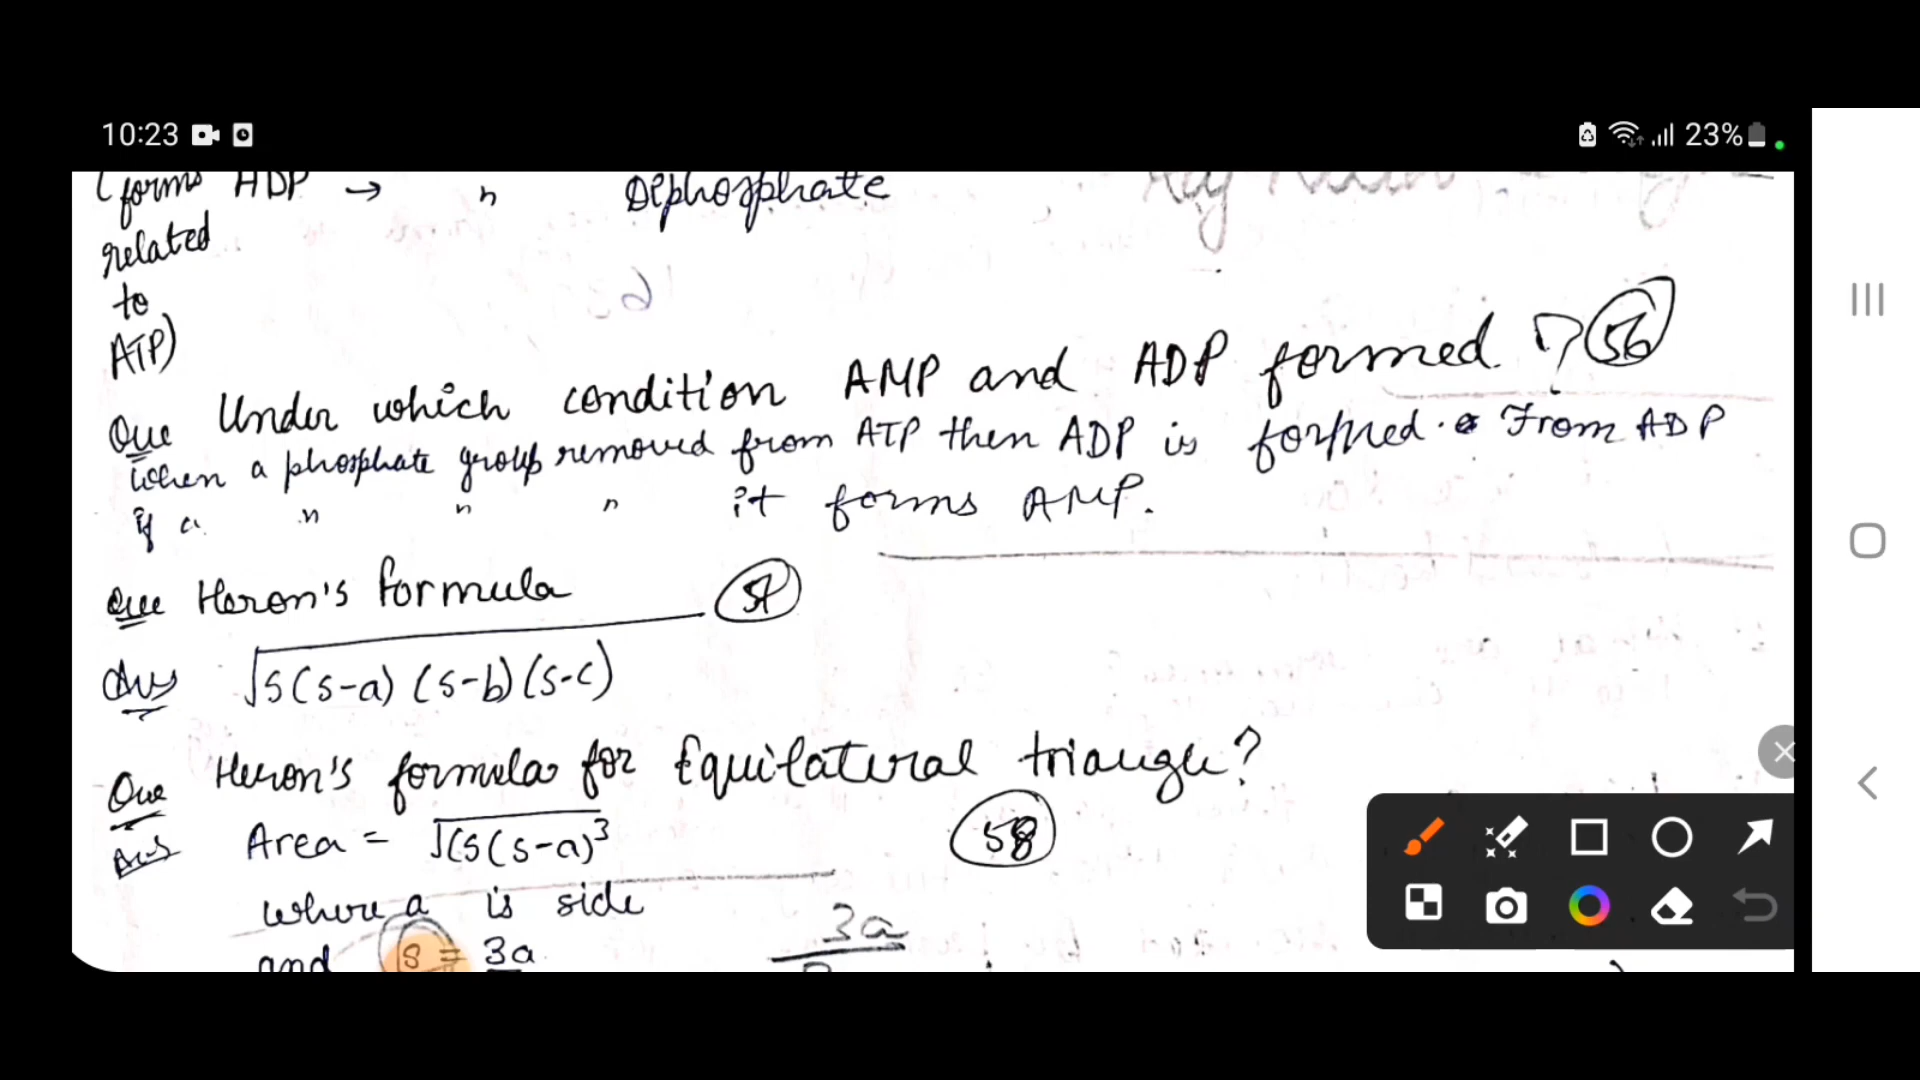 10:23
23%
(forms ADP → " Diphosphate
related
to
ATP)
Que Under which condition AMP and ADP formed ? 56
When a phosphate group removed from ATP then ADP is formed. From ADP
if a " " " it forms AMP.
Que Heron's formula 57
Ans √s(s-a) (s-b)(s-c)
Que Heron's formula for Equilateral triangle?
Ans Area = √(s(s-a)³ 58
where a is side
and s = 3a
3a